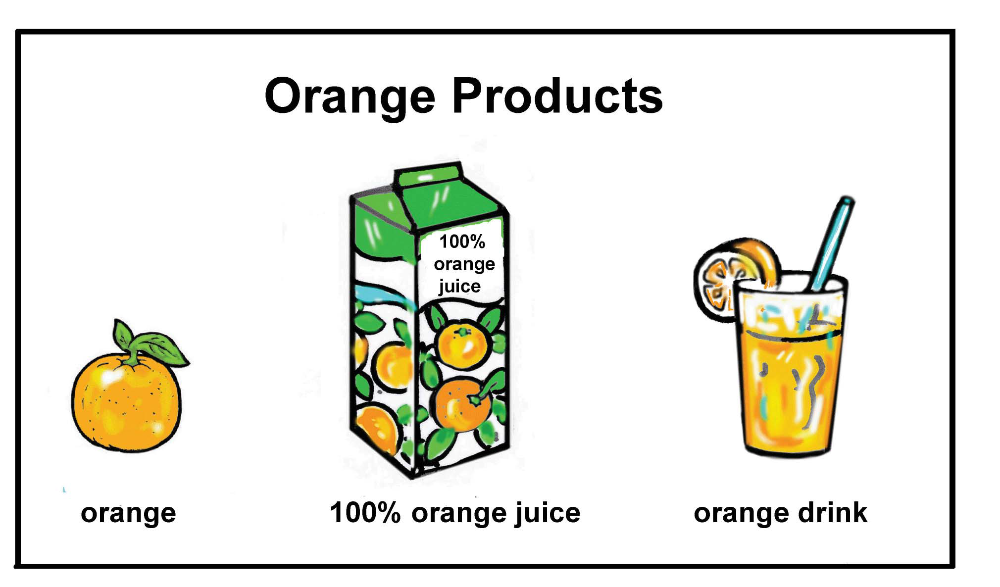 Orange Products
100%
orange
juice
orange
100% orange juice
orange drink